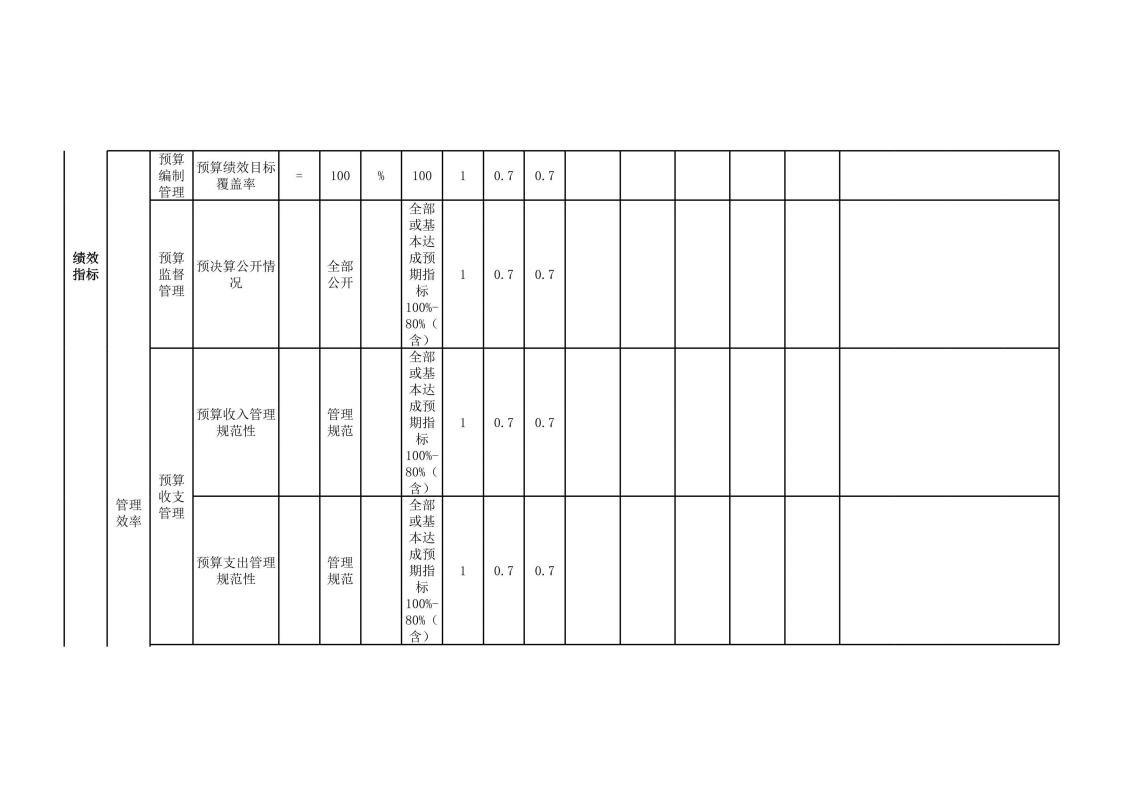 绩效
指标
管理
效率
预算
编制
管理
预算绩效目标
覆盖率
=
100
%
100
1
0.7
0.7
预算
监督
管理
预决算公开情
况
全部
公开
全部
或基
本达
成预
期指
标
100%-
80%（
含）
1
0.7
0.7
预算
收支
管理
预算收入管理
规范性
管理
规范
全部
或基
本达
成预
期指
标
100%-
80%（
含）
1
0.7
0.7
预算支出管理
规范性
管理
规范
全部
或基
本达
成预
期指
标
100%-
80%（
含）
1
0.7
0.7